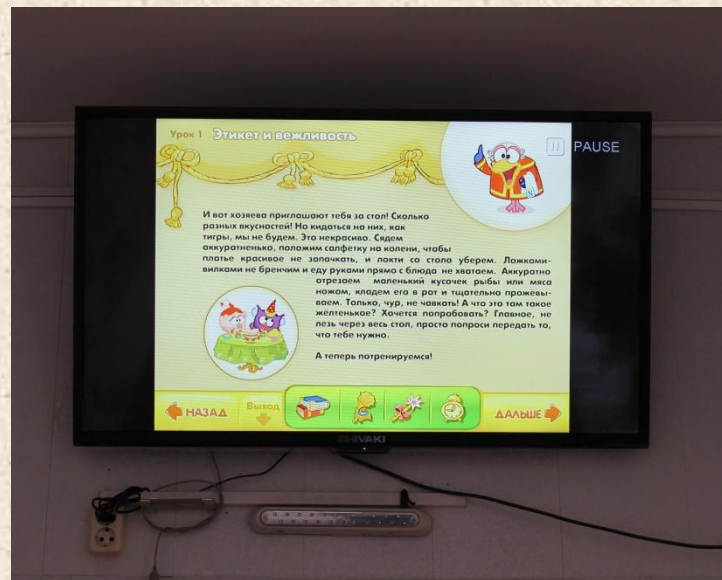 Урок 1 Этикет и вежливость
PAUSE
И вот хозяева приглашают тебя за стол! Сколько
разных вкусностей! Но кидаться на них, как
тигры, мы не будем. Это некрасиво. Сядем
аккуратненько, положим салфетку на колени, чтобы
платье красивое не запачкать, и локти со стола уберем. Ложками-
вилками не бренчим и еду руками прямо с блюда не хватаем. Аккуратно
отрезаем маленький кусочек рыбы или мяса
ножом, кладем его в рот и тщательно прожевы-
ваем. Только, чур, не чавкать! А что это там такое
желтенькое? Хочется попробовать? Главное, не
лезь через весь стол, просто попроси передать то,
что тебе нужно.
А теперь потренируемся!
НАЗАД
Выход
ДАЛЬШЕ
SHIVAKI